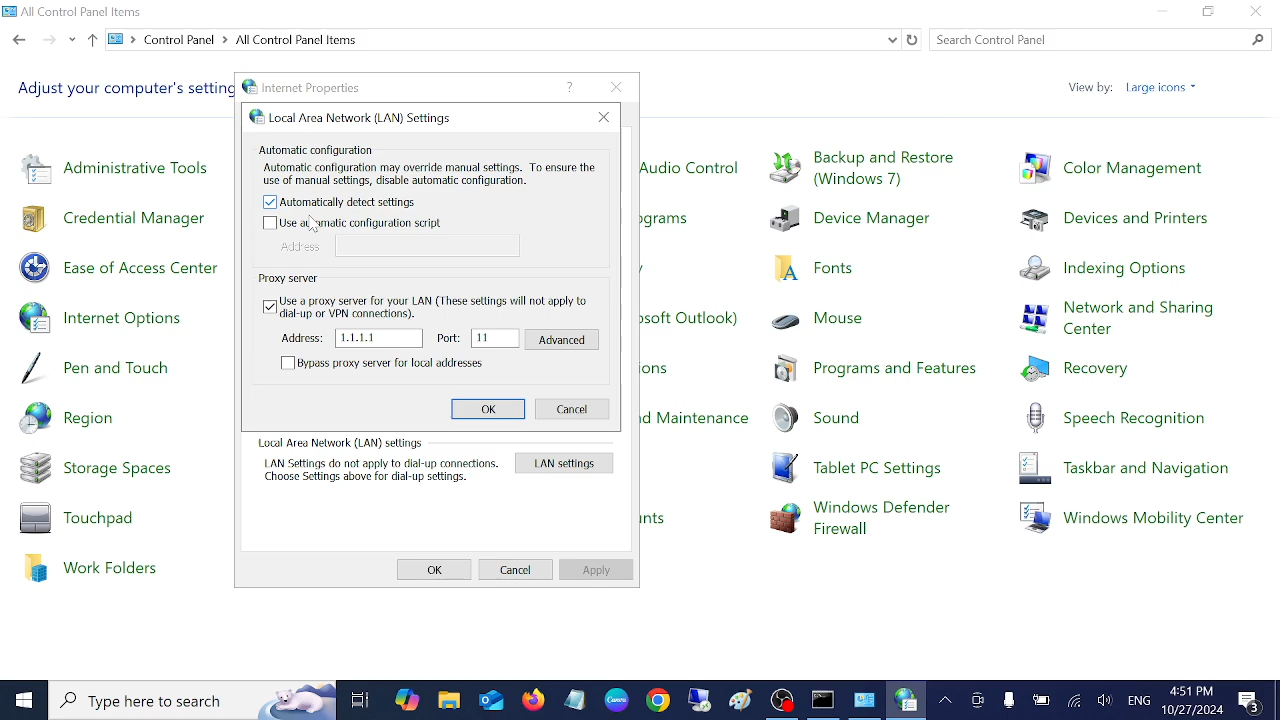 All Control Panel Items
Control Panel > All Control Panel Items
Search Control Panel
Adjust your computer's setting
View by: Large icons
Internet Properties
?
Local Area Network (LAN) Settings
Automatic configuration
Automatic configuration may override manual settings. To ensure the
use of manual settings, disable automatic configuration.
Automatically detect settings
Use automatic configuration script
Address
Proxy server
Use a proxy server for your LAN (These settings will not apply to
dial-up or VPN connections).
Address: 1.1.1.1 Port: 11 Advanced
Bypass proxy server for local addresses
OK Cancel
Local Area Network (LAN) settings
LAN Settings do not apply to dial-up connections.
Choose Settings above for dial-up settings.
LAN settings
OK Cancel Apply
Administrative Tools
Credential Manager
Ease of Access Center
Internet Options
Pen and Touch
Region
Storage Spaces
Touchpad
Work Folders
Audio Control
ograms
osoft Outlook)
ions
nd Maintenance
unts
Backup and Restore
(Windows 7)
Device Manager
Fonts
Mouse
Programs and Features
Sound
Tablet PC Settings
Windows Defender
Firewall
Color Management
Devices and Printers
Indexing Options
Network and Sharing
Center
Recovery
Speech Recognition
Taskbar and Navigation
Windows Mobility Center
Type here to search
Canva
ENG
4:51 PM
10/27/2024
3